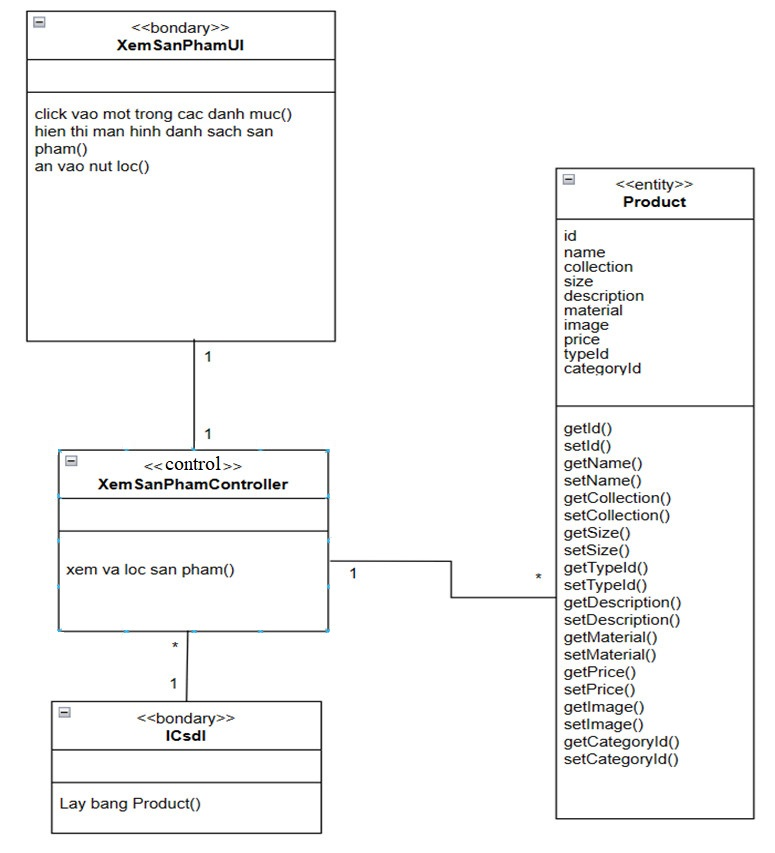 <<bondary>>
XemSanPhamUI
click vao mot trong cac danh muc()
hien thi man hinh danh sach san
pham()
an vao nut loc()
1
1
<<control>>
XemSanPhamController
xem va loc san pham()
1
*
*
1
<<bondary>>
ICsdl
Lay bang Product()
<<entity>>
Product
id
name
collection
size
description
material
image
price
typeId
categoryId
getId()
setId()
getName()
setName()
getCollection()
setCollection()
getSize()
setSize()
getTypeId()
setTypeId()
getDescription()
setDescription()
getMaterial()
setMaterial()
getPrice()
setPrice()
getImage()
setImage()
getCategoryId()
setCategoryId()